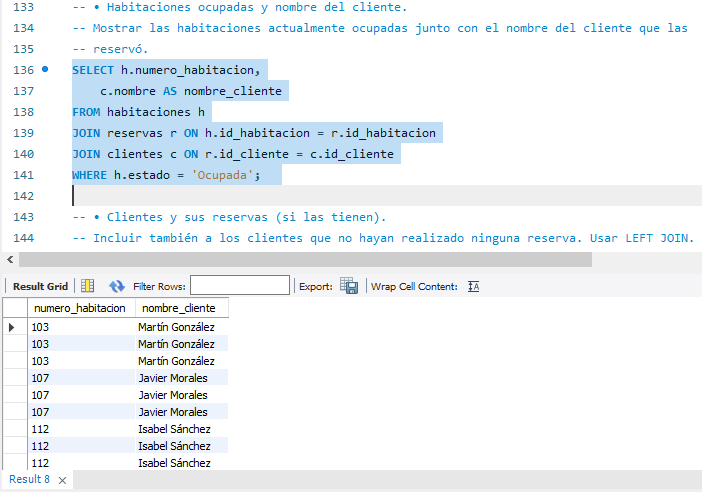 133 -- • Habitaciones ocupadas y nombre del cliente.
134 -- Mostrar las habitaciones actualmente ocupadas junto con el nombre del cliente que las
135 -- reservó.
136 SELECT h.numero_habitacion,
137 c.nombre AS nombre_cliente
138 FROM habitaciones h
139 JOIN reservas r ON h.id_habitacion = r.id_habitacion
140 JOIN clientes c ON r.id_cliente = c.id_cliente
141 WHERE h.estado = 'Ocupada';
142
143 -- • Clientes y sus reservas (si las tienen).
144 -- Incluir también a los clientes que no hayan realizado ninguna reserva. Usar LEFT JOIN.
Result Grid Filter Rows: Export: Wrap Cell Content: IA
numero_habitacion nombre_cliente
103 Martín González
103 Martín González
103 Martín González
107 Javier Morales
107 Javier Morales
107 Javier Morales
112 Isabel Sánchez
112 Isabel Sánchez
112 Isabel Sánchez
Result 8 ×